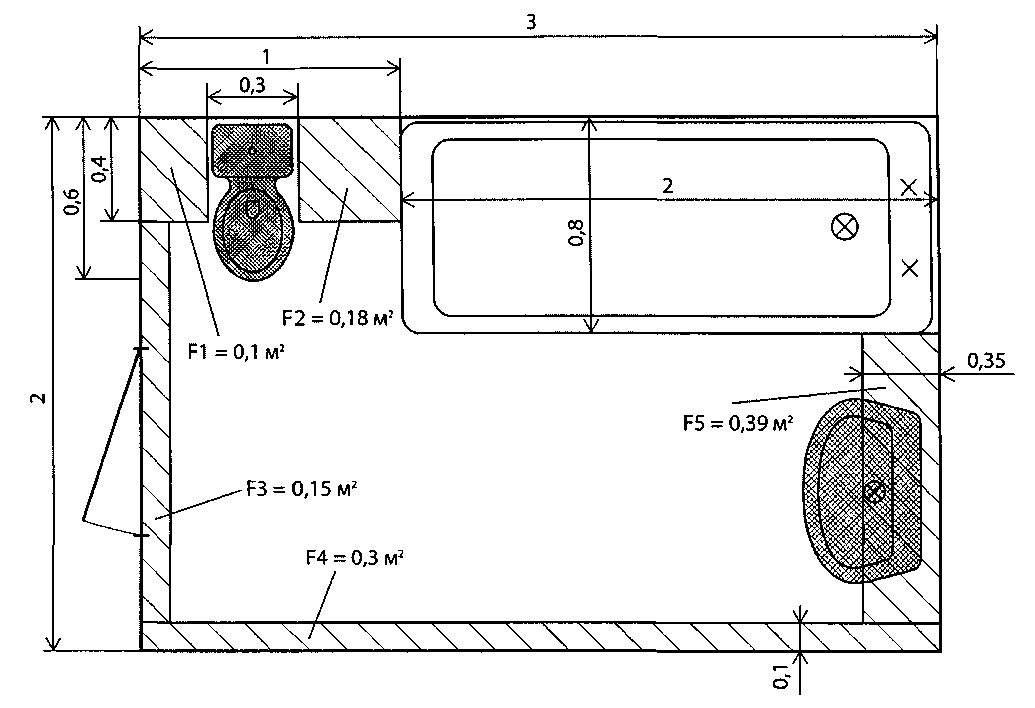 3
1
0,3
0,4
0,6
2
0,8
F2 = 0,18 м²
F1 = 0,1 м²
0,35
2
F5 = 0,39 м²
F3 = 0,15 м²
F4 = 0,3 м²
0,1